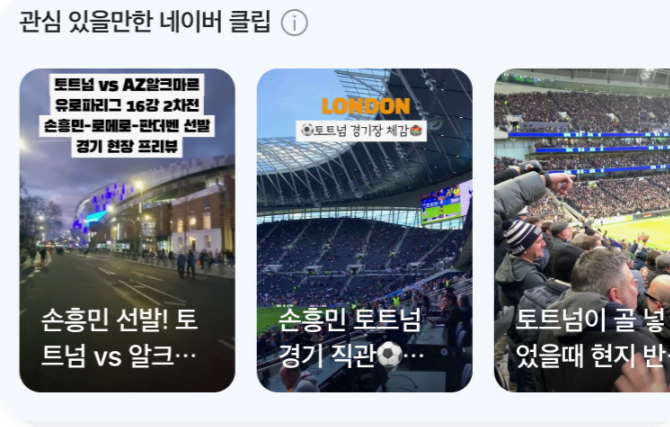 관심 있을만한 네이버 클립
토트넘 vs AZ알크마르
유로파리그 16강 2차전
손흥민-로메로-판더벤 선발
경기 현장 프리뷰
손흥민 선발! 토
트넘 vs 알크…
LONDON
⚽토트넘 경기장 체감🏟
손흥민 토트넘
경기 직관⚽…
토트넘이 골 넣
었을때 현지 반